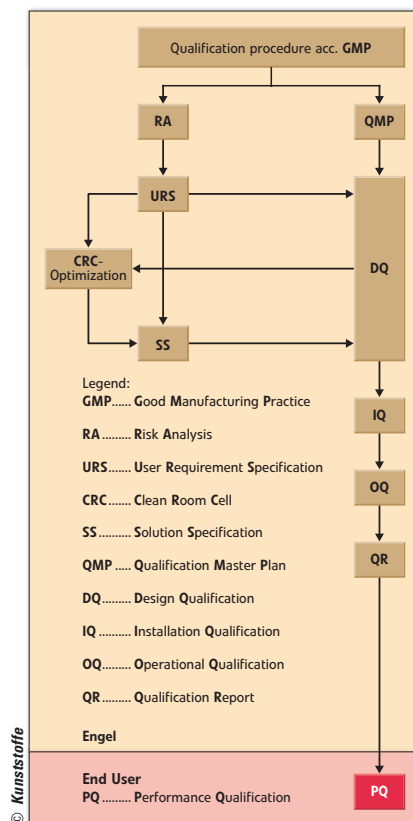 Qualification procedure acc. GMP
RA
QMP
URS
CRC-
Optimization
DQ
SS
Legend:
GMP...... Good Manufacturing Practice
RA ......... Risk Analysis
URS....... User Requirement Specification
CRC....... Clean Room Cell
SS .......... Solution Specification
QMP ..... Qualification Master Plan
DQ......... Design Qualification
IQ .......... Installation Qualification
OQ......... Operational Qualification
QR ......... Qualification Report
IQ
OQ
QR
Engel
End User
PQ ......... Performance Qualification
PQ
© Kunststoffe